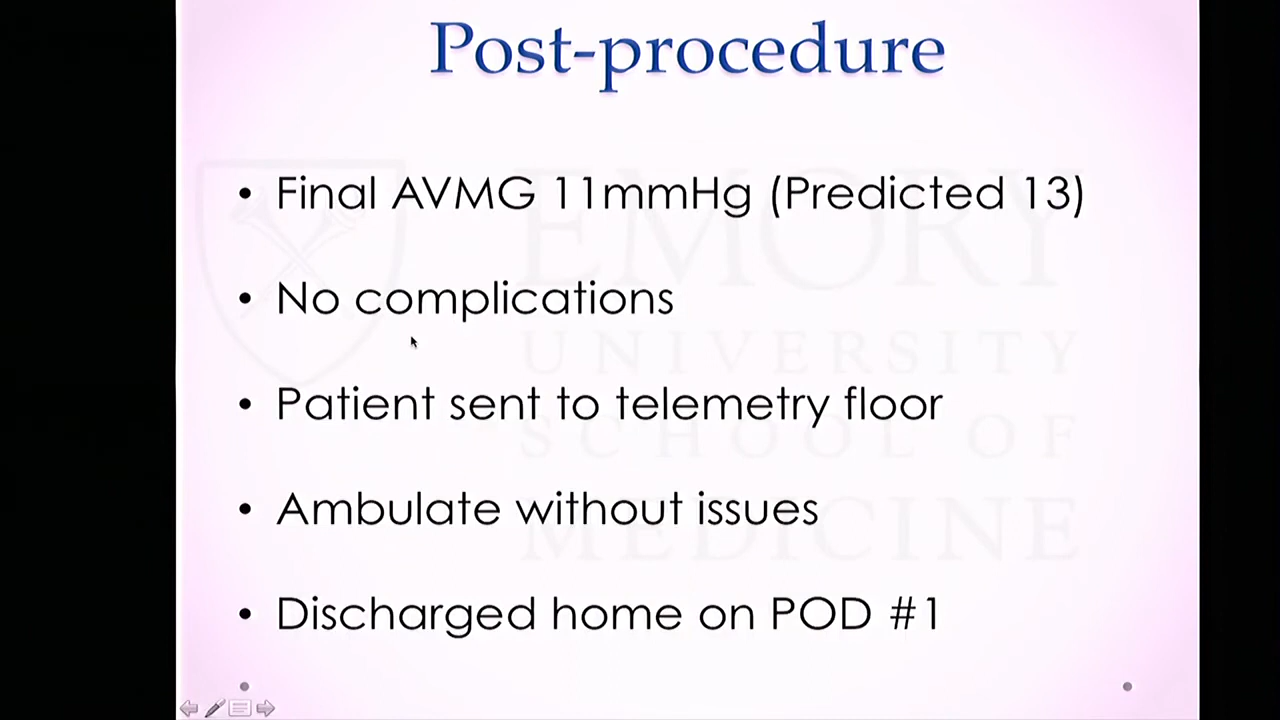 Post-procedure
• Final AVMG 11mmHg (Predicted 13)
• No complications
• Patient sent to telemetry floor
• Ambulate without issues
• Discharged home on POD #1
EMORY
UNIVERSITY
SCHOOL OF
MEDICINE